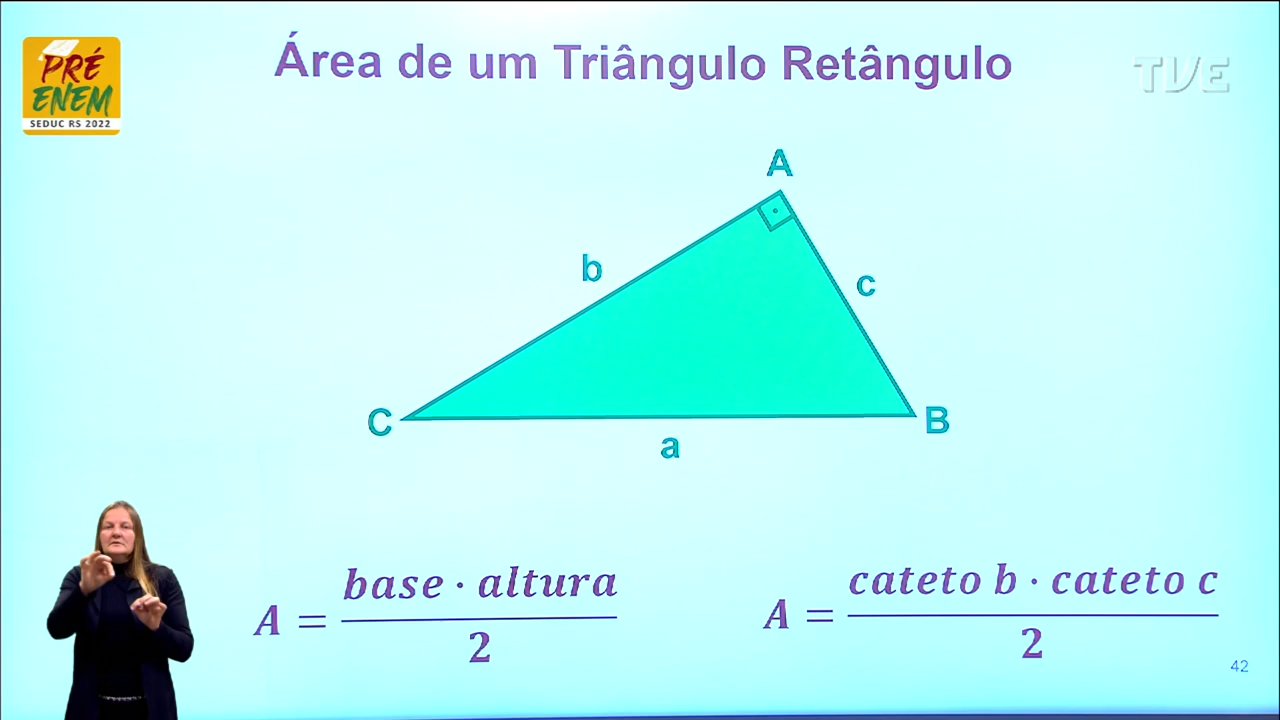 Área de um Triângulo Retângulo
PRÉ
ENEM
SEDUC RS 2022
TVE
A
b
c
C
B
a
A = base · altura / 2
A = cateto b · cateto c / 2
42